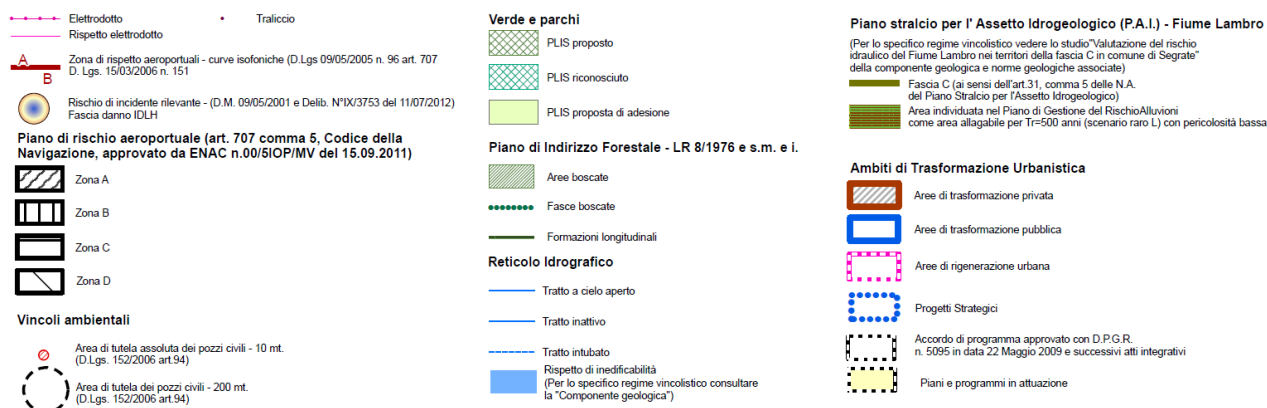 Elettrodotto
Traliccio
Rispetto elettrodotto
A
B
Zona di rispetto aeroportuali - curve isofoniche (D.Lgs 09/05/2005 n. 96 art. 707
D. Lgs. 15/03/2006 n. 151
Rischio di incidente rilevante - (D.M. 09/05/2001 e Delib. N°IX/3753 del 11/07/2012)
Fascia danno IDLH
Piano di rischio aeroportuale (art. 707 comma 5, Codice della
Navigazione, approvato da ENAC n.00/5IOP/MV del 15.09.2011)
Zona A
Zona B
Zona C
Zona D
Vincoli ambientali
Area di tutela assoluta dei pozzi civili - 10 mt.
(D.Lgs. 152/2006 art.94)
Area di tutela dei pozzi civili - 200 mt.
(D.Lgs. 152/2006 art.94)
Verde e parchi
PLIS proposto
PLIS riconosciuto
PLIS proposta di adesione
Piano di Indirizzo Forestale - LR 8/1976 e s.m. e i.
Aree boscate
Fasce boscate
Formazioni longitudinali
Reticolo Idrografico
Tratto a cielo aperto
Tratto inattivo
Tratto intubato
Rispetto di inedificabilità
(Per lo specifico regime vincolistico consultare
la "Componente geologica")
Piano stralcio per l' Assetto Idrogeologico (P.A.I.) - Fiume Lambro
(Per lo specifico regime vincolistico vedere lo studio"Valutazione del rischio
idraulico del Fiume Lambro nei territori della fascia C in comune di Segrate"
della componente geologica e norme geologiche associate)
Fascia C (ai sensi dell'art.31, comma 5 delle N.A.
del Piano Stralcio per l'Assetto Idrogeologico)
Area individuata nel Piano di Gestione del RischioAlluvioni
come area allagabile per Tr=500 anni (scenario raro L) con pericolosità bassa
Ambiti di Trasformazione Urbanistica
Aree di trasformazione privata
Aree di trasformazione pubblica
Aree di rigenerazione urbana
Progetti Strategici
Accordo di programma approvato con D.P.G.R.
n. 5095 in data 22 Maggio 2009 e successivi atti integrativi
Piani e programmi in attuazione